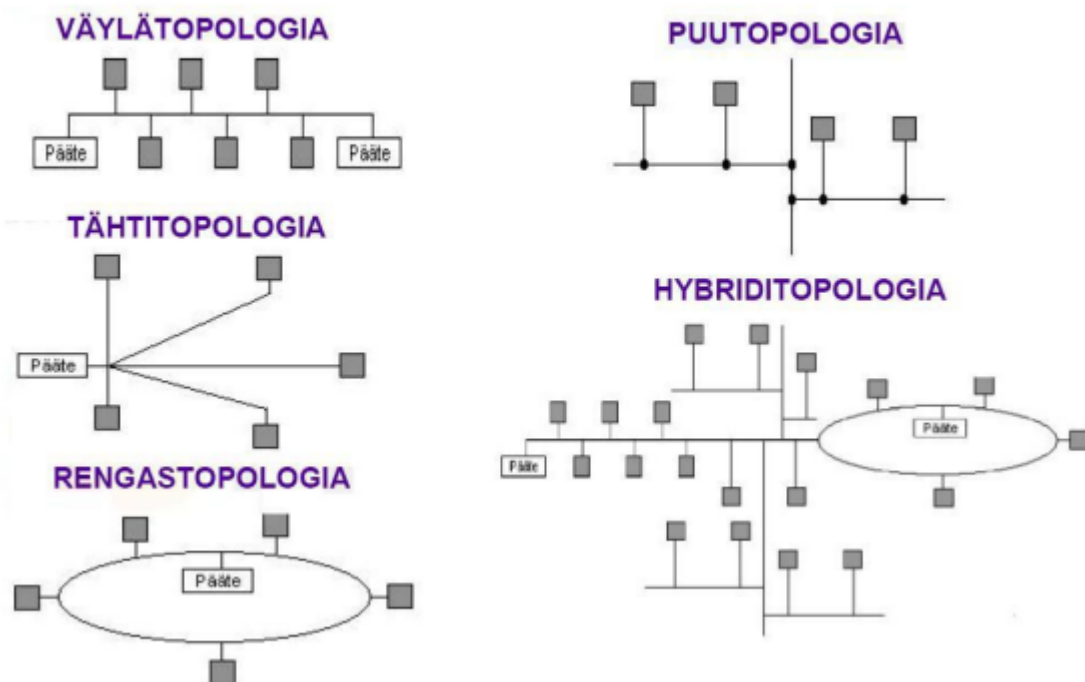 VÄYLÄTOPOLOGIA
Pääte
Pääte
TÄHTITOPOLOGIA
Pääte
RENGASTOPOLOGIA
Pääte
PUUTOPOLOGIA
HYBRIDITOPOLOGIA
Pääte
Pääte